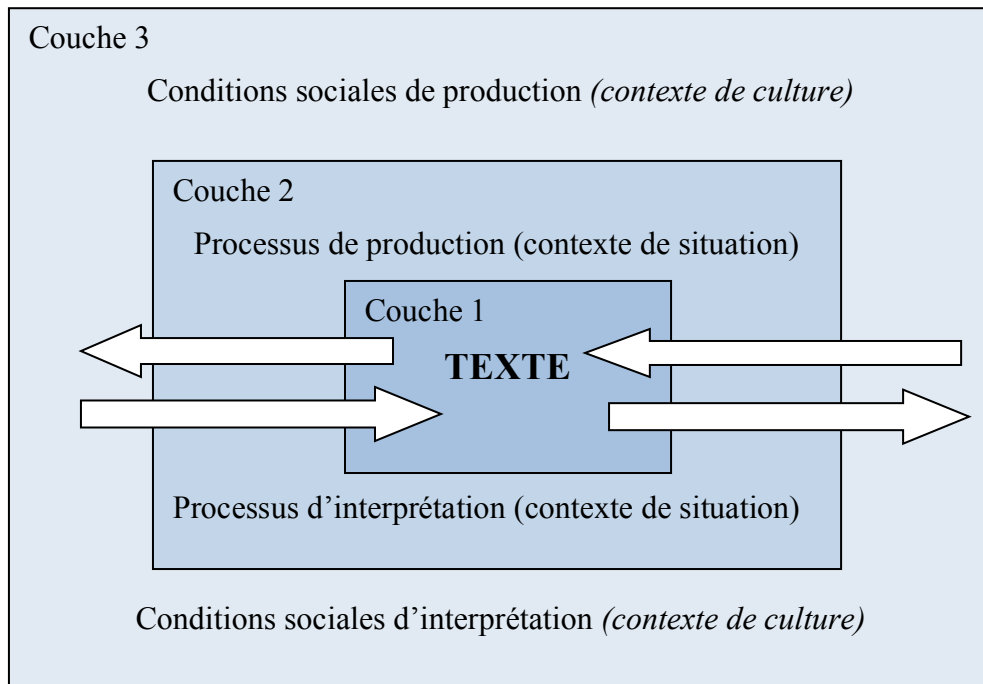 Couche 3
Conditions sociales de production (contexte de culture)
Couche 2
Processus de production (contexte de situation)
Couche 1
TEXTE
Processus d’interprétation (contexte de situation)
Conditions sociales d’interprétation (contexte de culture)